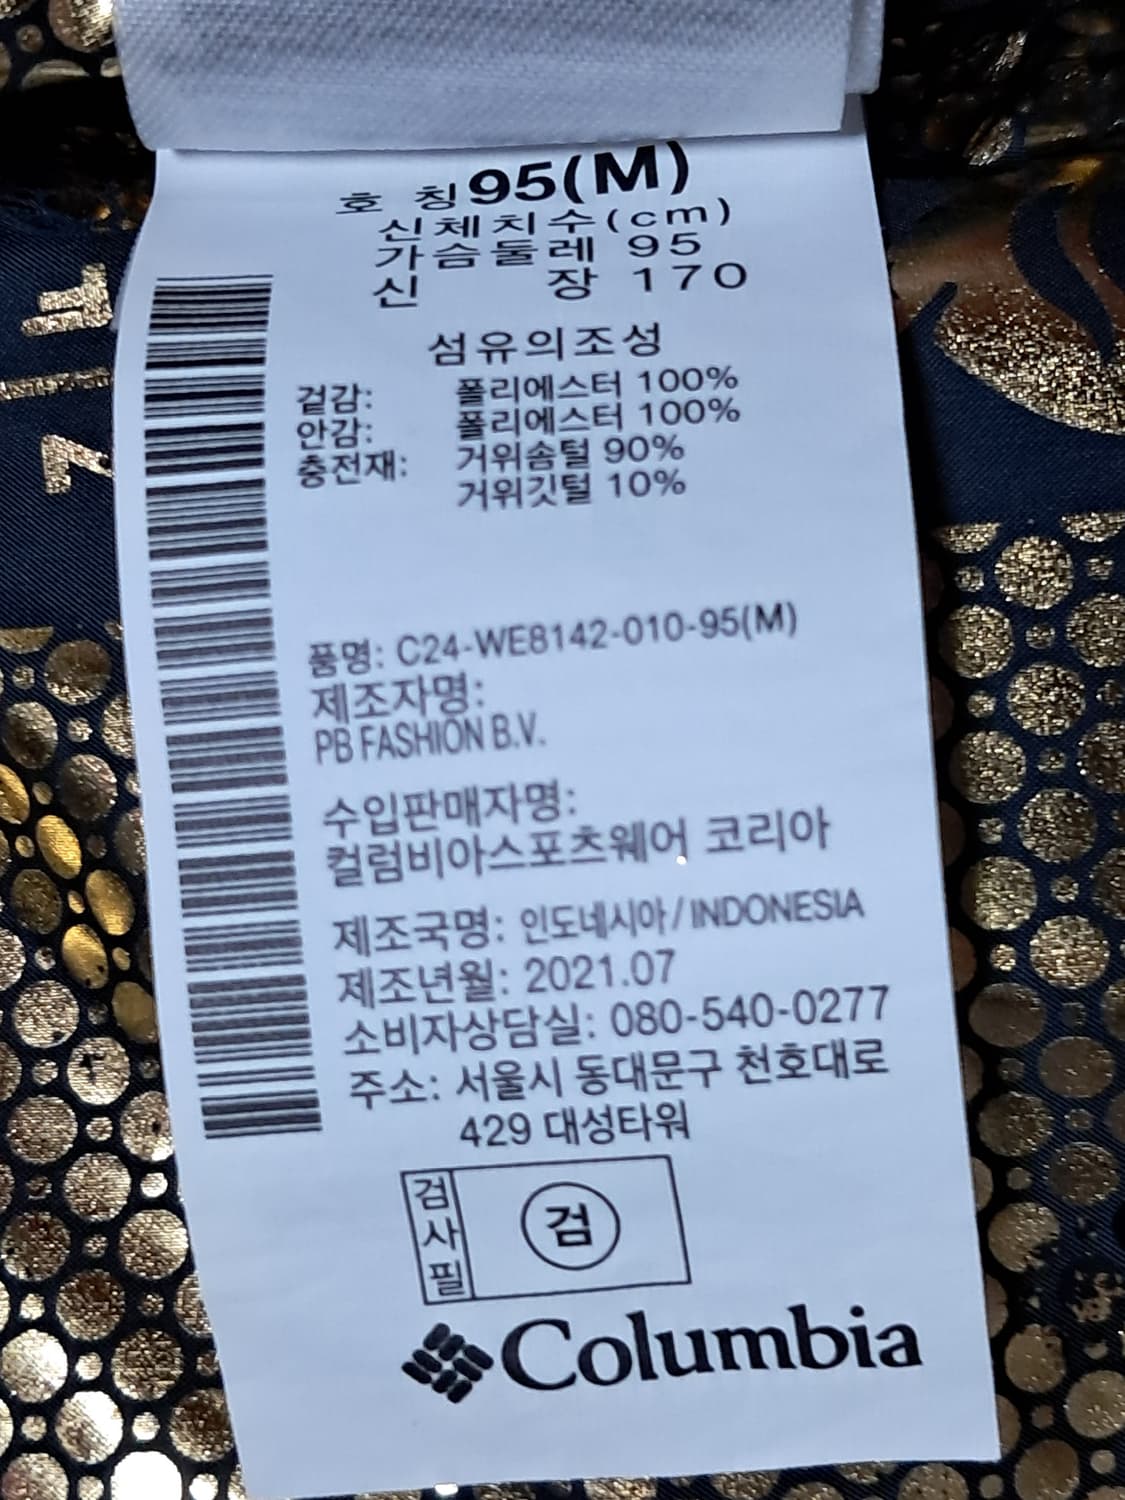 호 칭 95(M)
신체치수(cm)
가슴둘레 95
신 장 170
섬유의조성
겉감: 폴리에스터 100%
안감: 폴리에스터 100%
충전재: 거위솜털 90%
거위깃털 10%
품명: C24-WE8142-010-95(M)
제조자명:
PB FASHION B.V.
수입판매자명:
컬럼비아스포츠웨어 코리아
제조국명: 인도네시아/INDONESIA
제조년월: 2021.07
소비자상담실: 080-540-0277
주소: 서울시 동대문구 천호대로
429 대성타워
검사필
검
Columbia